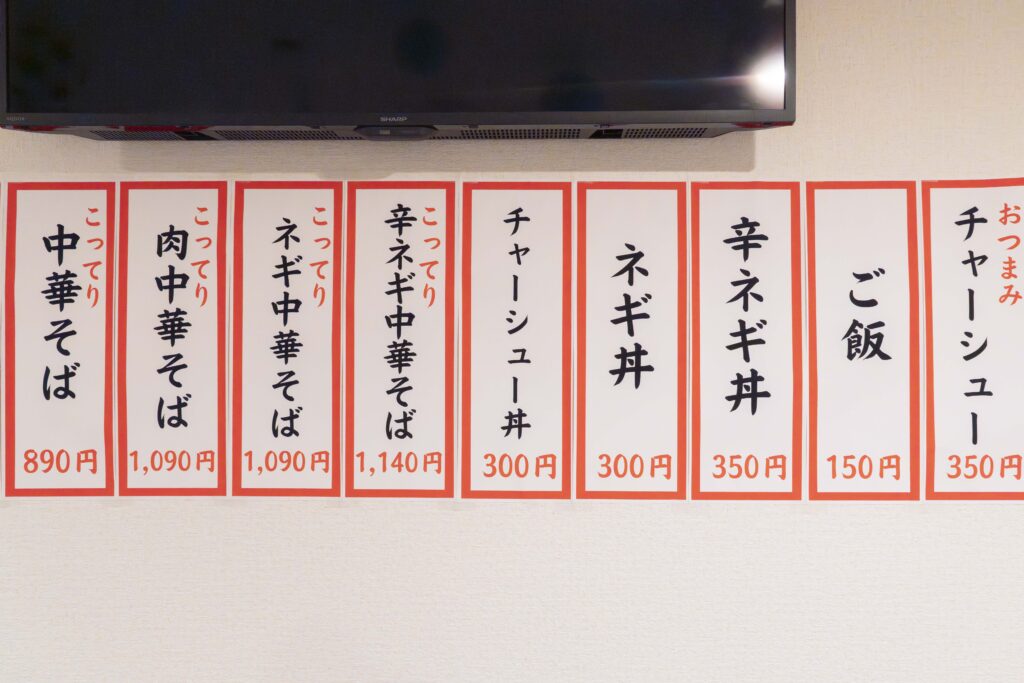 SHARP
こってり
中華そば
890円
こってり
肉中華そば
1,090円
こってり
ネギ中華そば
1,090円
こってり
辛ネギ中華そば
1,140円
チャーシュー丼
300円
ネギ丼
300円
辛ネギ丼
350円
ご飯
150円
おつまみ
チャーシュー
350円